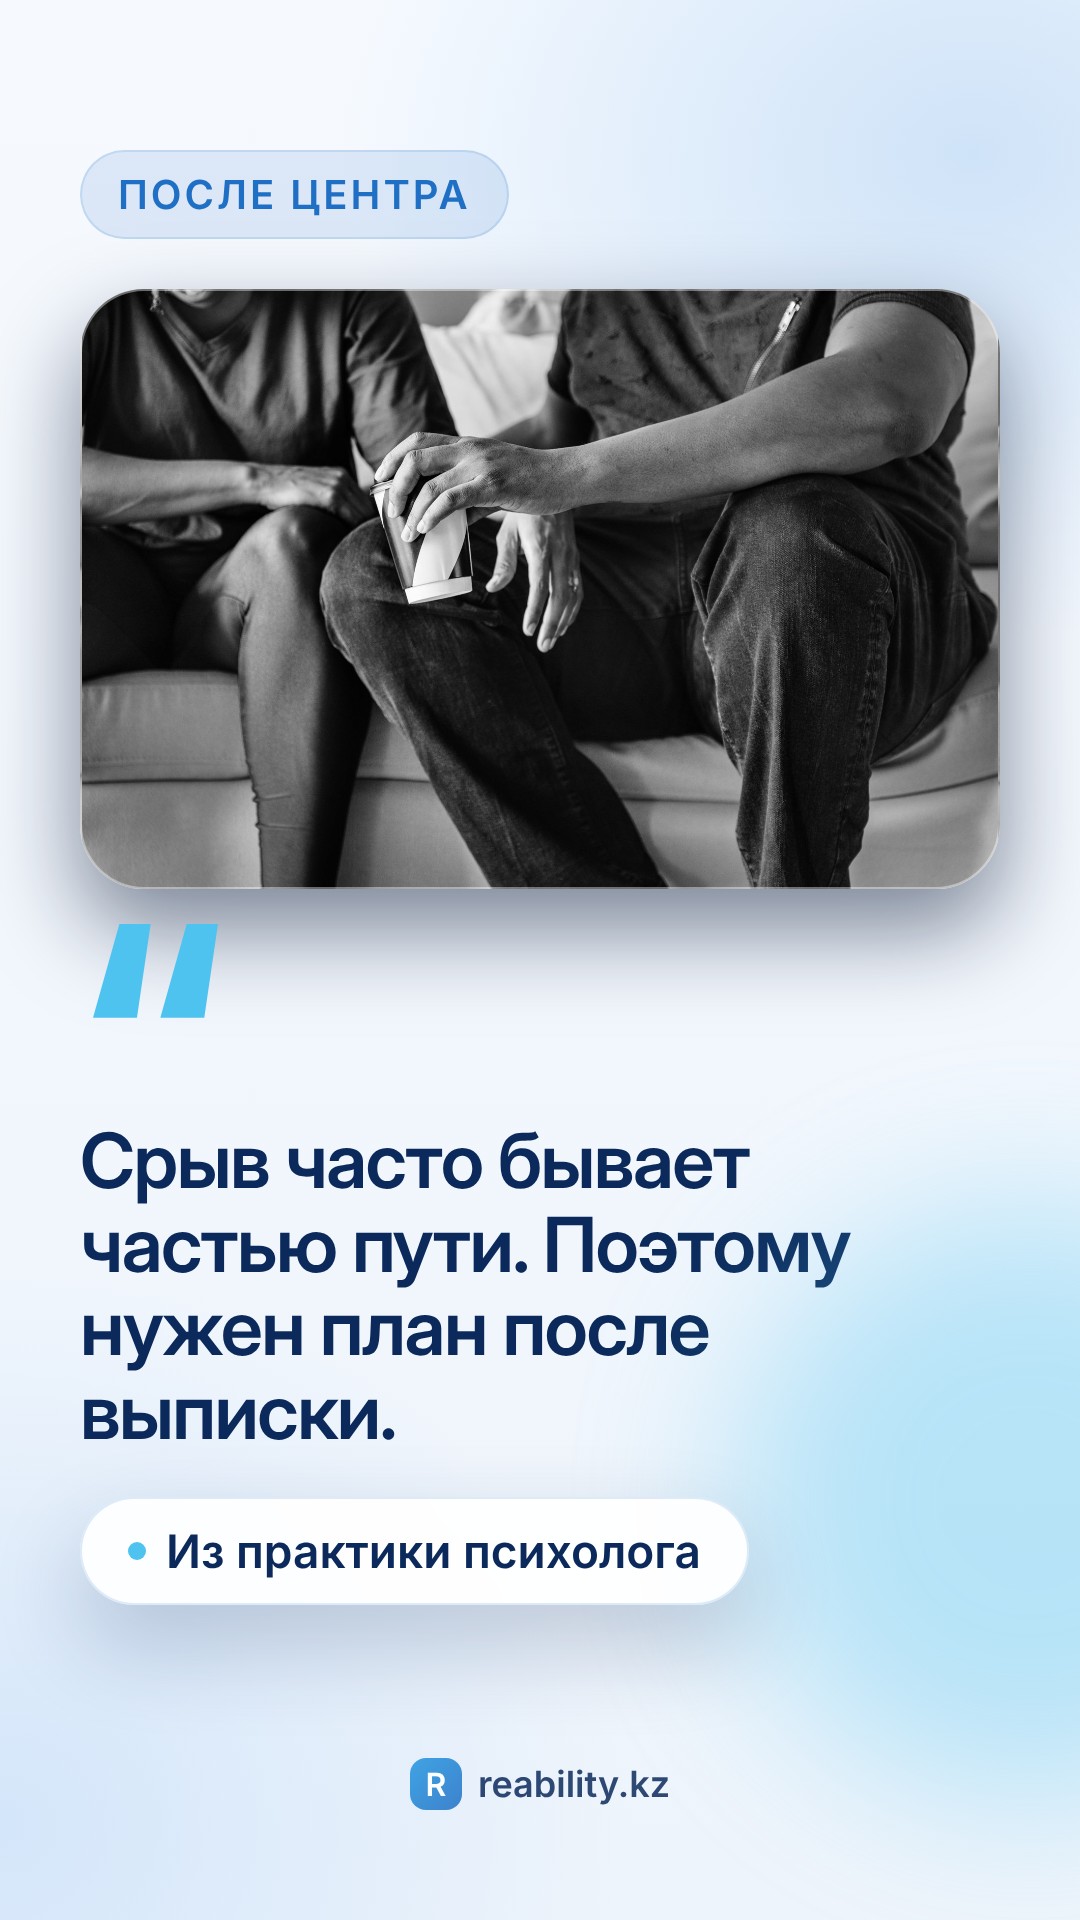 ПОСЛЕ ЦЕНТРА
"
Срыв часто бывает
частью пути. Поэтому
нужен план после
выписки.
Из практики психолога
R reability.kz